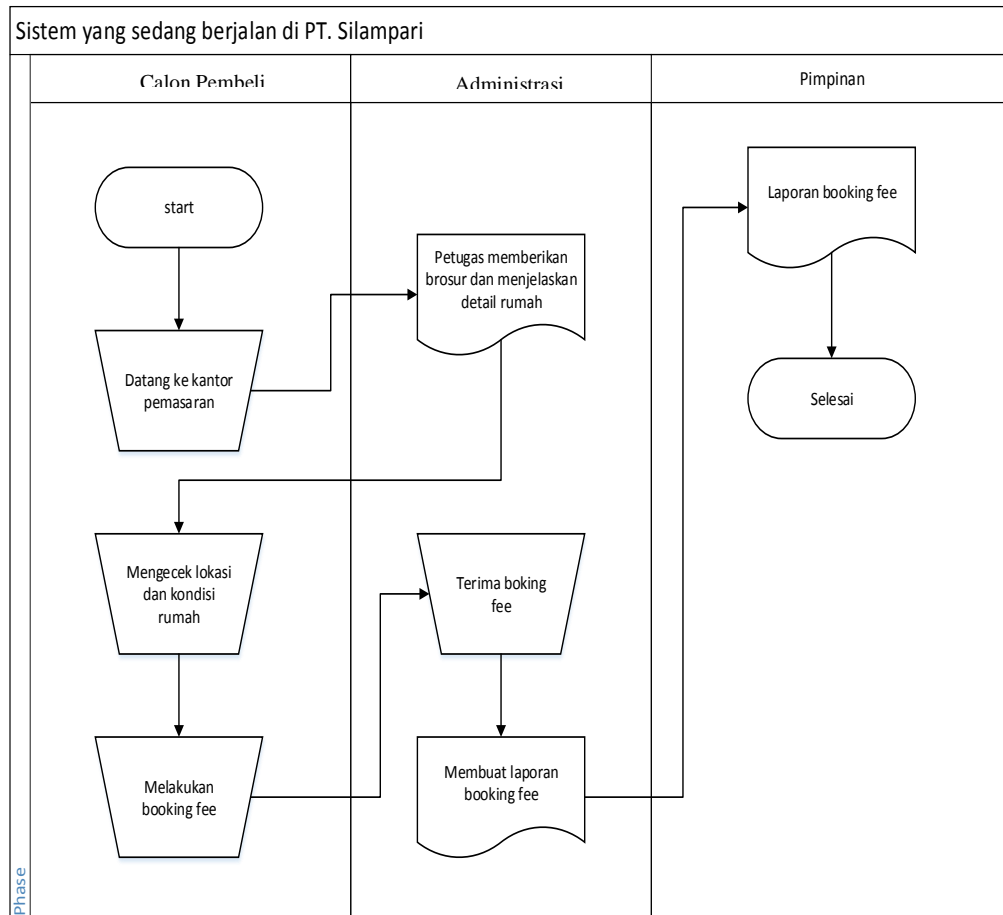 Sistem yang sedang berjalan di PT. Silampari
Calon Pembeli
Administrasi
Pimpinan
start
Datang ke kantor
pemasaran
Petugas memberikan
brosur dan menjelaskan
detail rumah
Mengecek lokasi
dan kondisi
rumah
Melakukan
booking fee
Terima boking
fee
Membuat laporan
booking fee
Laporan booking fee
Selesai
Phase